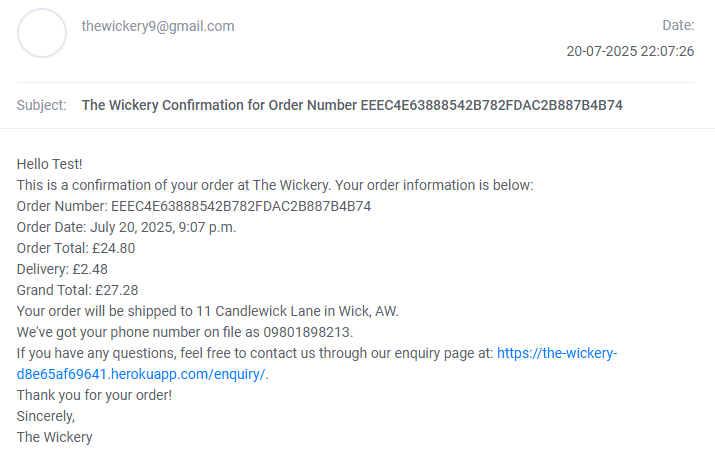 thewickery9@gmail.com
Date:
20-07-2025 22:07:26
Subject: The Wickery Confirmation for Order Number EEEC4E63888542B782FDAC2B887B4B74
Hello Test!
This is a confirmation of your order at The Wickery. Your order information is below:
Order Number: EEEC4E63888542B782FDAC2B887B4B74
Order Date: July 20, 2025, 9:07 p.m.
Order Total: £24.80
Delivery: £2.48
Grand Total: £27.28
Your order will be shipped to 11 Candlewick Lane in Wick, AW.
We've got your phone number on file as 09801898213.
If you have any questions, feel free to contact us through our enquiry page at: https://the-wickery-
d8e65af69641.herokuapp.com/enquiry/.
Thank you for your order!
Sincerely,
The Wickery